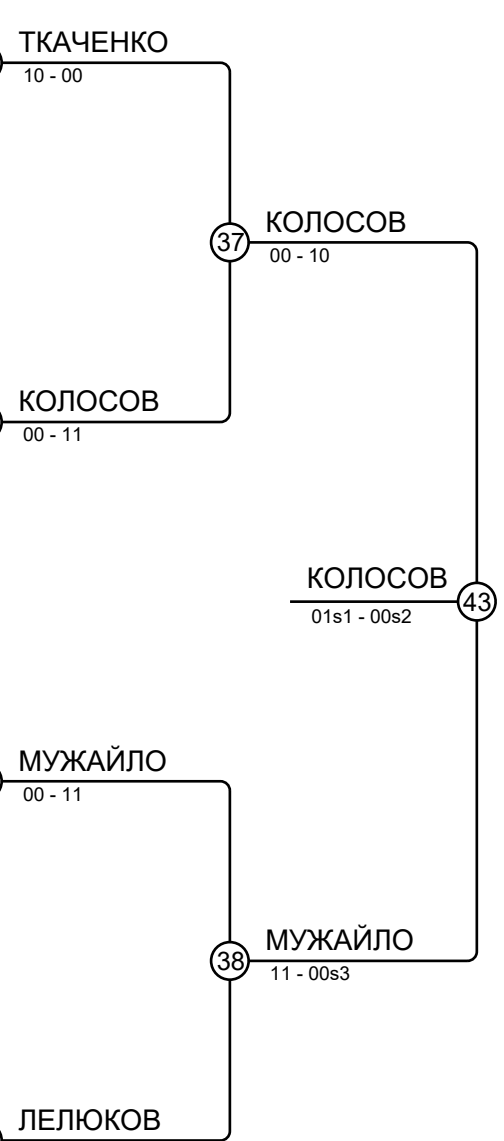 ТКАЧЕНКО
10 - 00
37
КОЛОСОВ
00 - 10
КОЛОСОВ
00 - 11
КОЛОСОВ
43
01s1 - 00s2
МУЖАЙЛО
00 - 11
38
МУЖАЙЛО
11 - 00s3
ЛЕЛЮКОВ